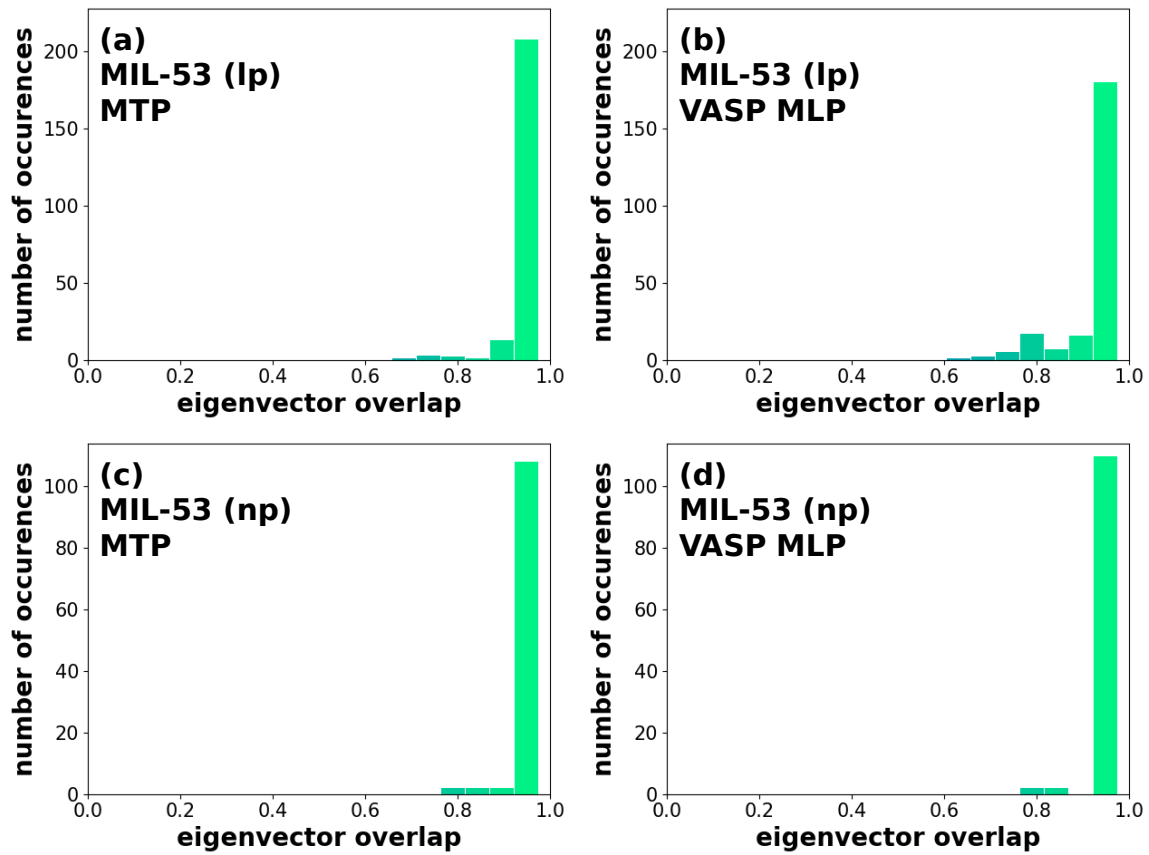 (a)
MIL-53 (lp)
MTP
number of occurences
200
150
100
50
0
0.0 0.2 0.4 0.6 0.8 1.0
eigenvector overlap
(b)
MIL-53 (lp)
VASP MLP
number of occurences
200
150
100
50
0
0.0 0.2 0.4 0.6 0.8 1.0
eigenvector overlap
(c)
MIL-53 (np)
MTP
number of occurences
100
80
60
40
20
0
0.0 0.2 0.4 0.6 0.8 1.0
eigenvector overlap
(d)
MIL-53 (np)
VASP MLP
number of occurences
100
80
60
40
20
0
0.0 0.2 0.4 0.6 0.8 1.0
eigenvector overlap